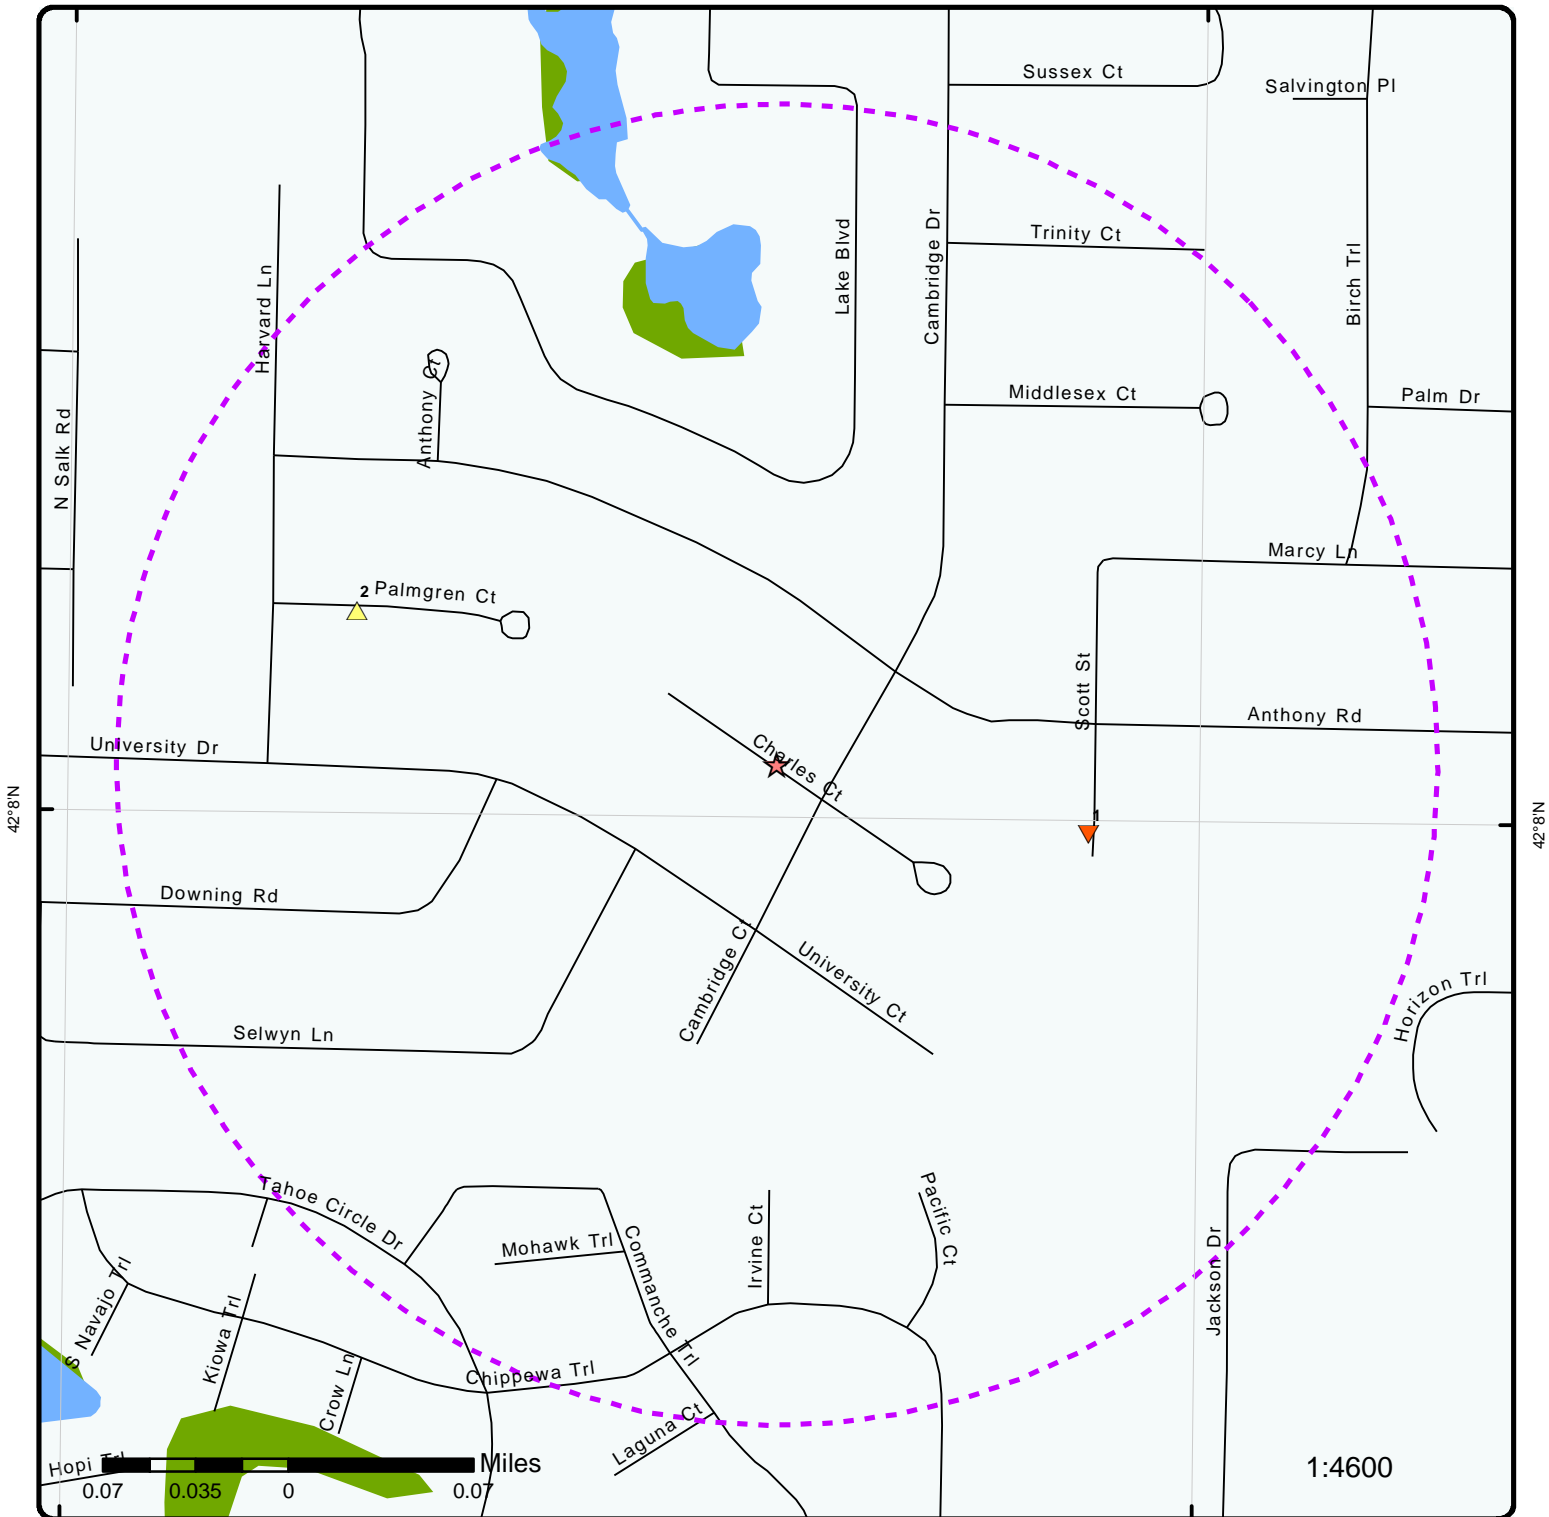 Sussex Ct
Salvington Pl
Trinity Ct
Lake Blvd
Cambridge Dr
Birch Trl
Harvard Ln
Anthony Ct
Middlesex Ct
Palm Dr
N Salk Rd
Marcy Ln
2
Palmgren Ct
Scott St
Anthony Rd
University Dr
Charles Ct
42°8'N
1
42°8'N
Downing Rd
Cambridge Ct
University Ct
Horizon Trl
Selwyn Ln
Tahoe Circle Dr
Mohawk Trl
Commanche Trl
Irvine Ct
Pacific Ct
Jackson Dr
S Navajo Trl
Kiowa Trl
Crow Ln
Chippewa Trl
Laguna Ct
Hopi Trl
Miles
0.07 0.035 0 0.07
1:4600